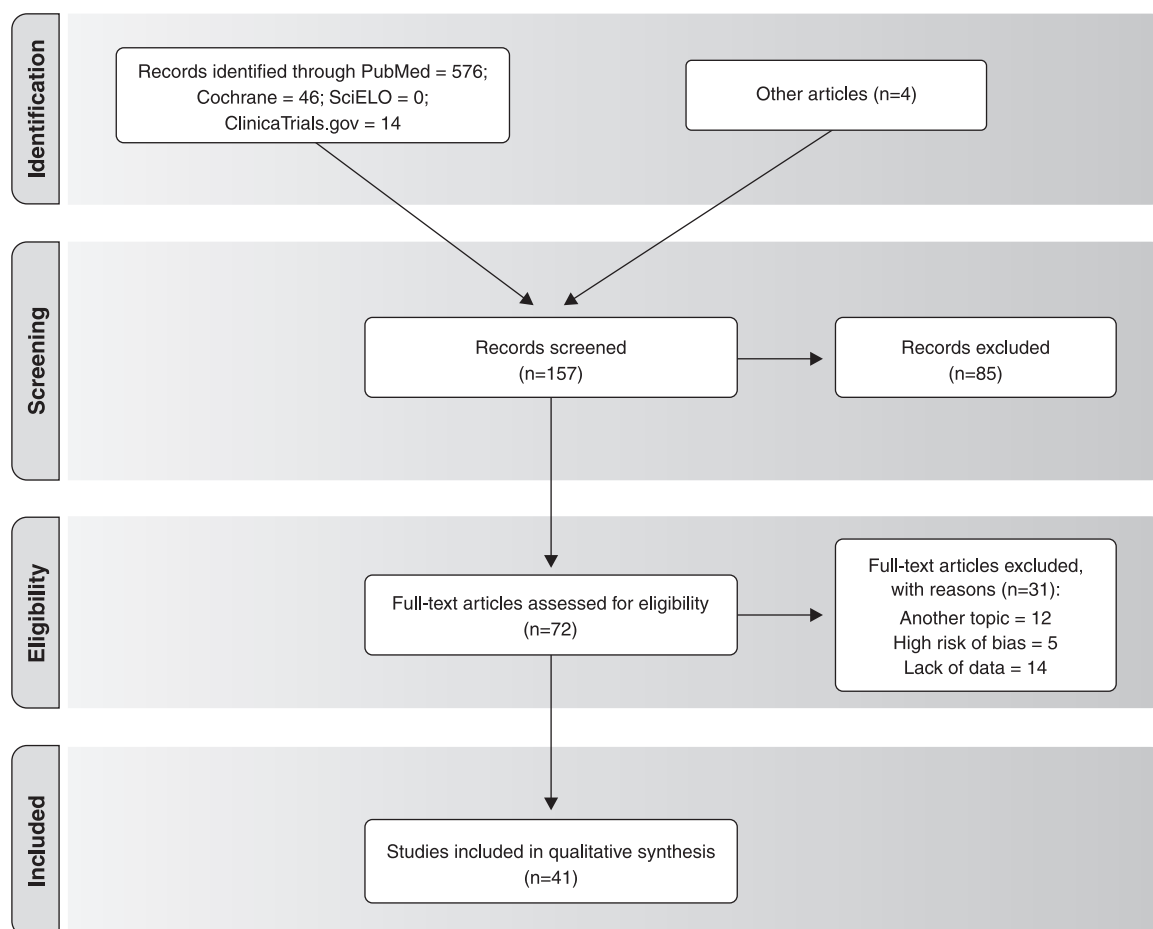 Identification
Records identified through PubMed = 576;
Cochrane = 46; SciELO = 0;
ClinicaTrials.gov = 14
Other articles (n=4)
Screening
Records screened
(n=157)
Records excluded
(n=85)
Eligibility
Full-text articles assessed for eligibility
(n=72)
Full-text articles excluded,
with reasons (n=31):
Another topic = 12
High risk of bias = 5
Lack of data = 14
Included
Studies included in qualitative synthesis
(n=41)